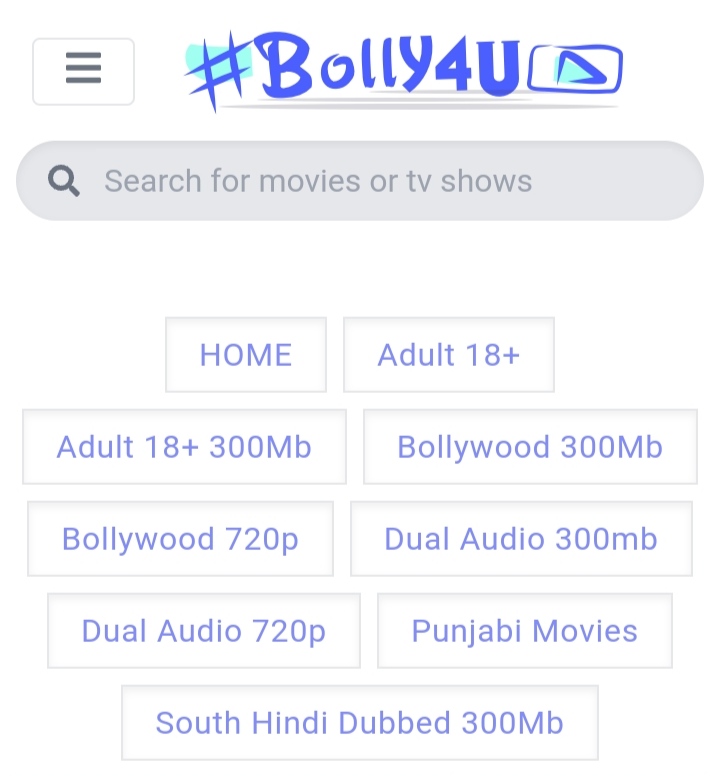 #Bolly4U
Search for movies or tv shows
HOME Adult 18+
Adult 18+ 300Mb Bollywood 300Mb
Bollywood 720p Dual Audio 300mb
Dual Audio 720p Punjabi Movies
South Hindi Dubbed 300Mb